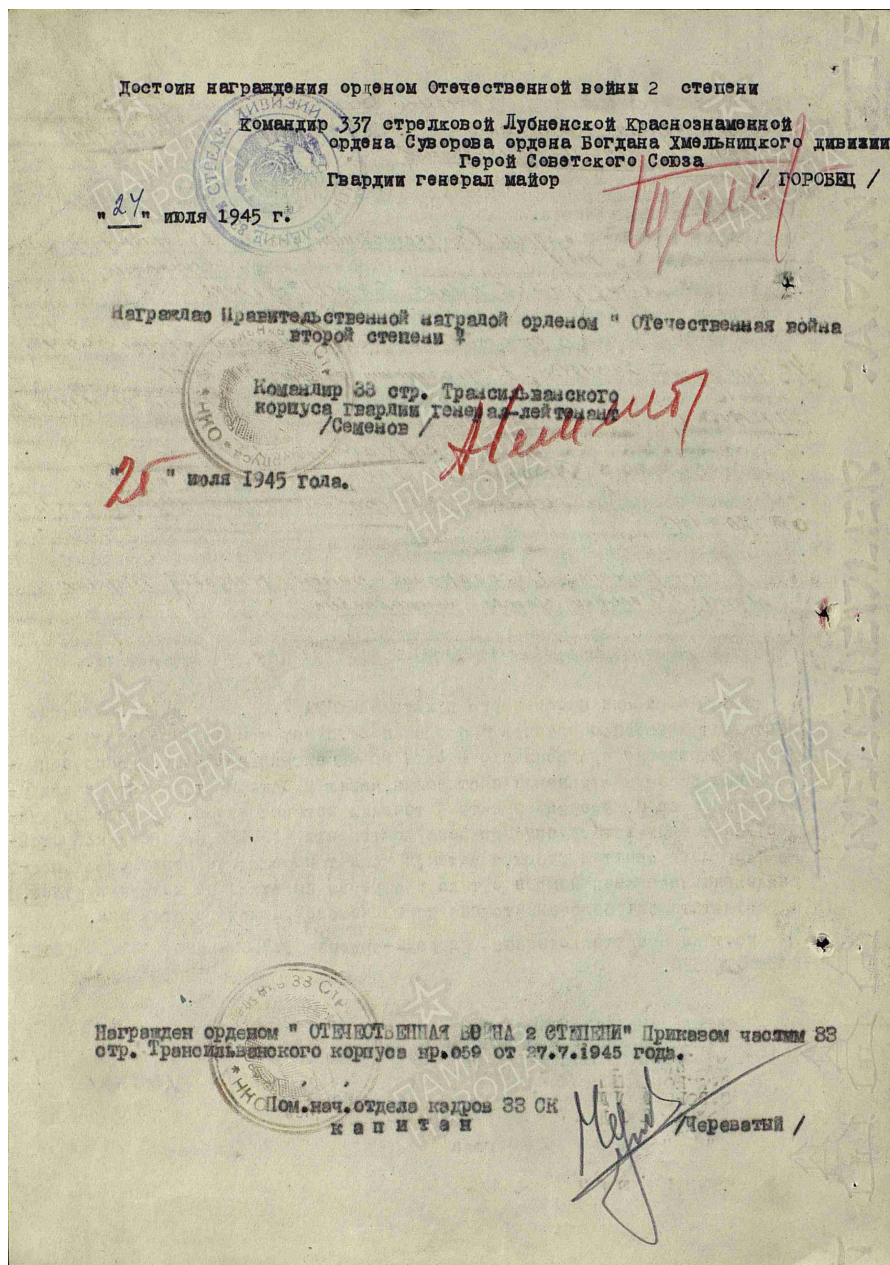 Достоин награждения орденом Отечественной войны 2 степени
Командир 337 стрелковой Лубненской Краснознаменной
ордена Суворова ордена Богдана Хмельницкого дивизии
Герой Советского Союза
Гвардии генерал майор / ГОРОБЕЦ /
"24" июля 1945 г.
Награждаю Правительственной наградой орденом " Отечественная война
второй степени "
Командир 33 стр. Трансильванского
корпуса гвардии генерал-лейтенант
/Семенов /
"25" июля 1945 года.
ПАМЯТЬ
НАРОДА
Награжден орденом " ОТЕЧЕСТВЕННАЯ ВОЙНА 2 СТЕПЕНИ" Приказом частям 33
стр. Трансильванского корпуса нр.059 от 27.7.1945 года.
Пом.нач.отдела кадров 33 СК
капитан /Череватый /